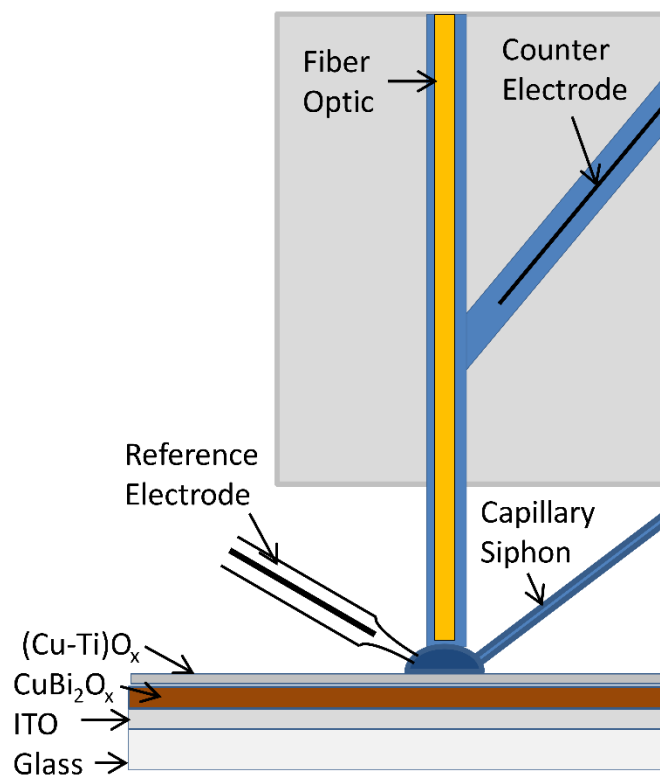 Fiber
Optic
Counter
Electrode
Reference
Electrode
Capillary
Siphon
(Cu-Ti)Oₓ
CuBi₂Oₓ
ITO
Glass